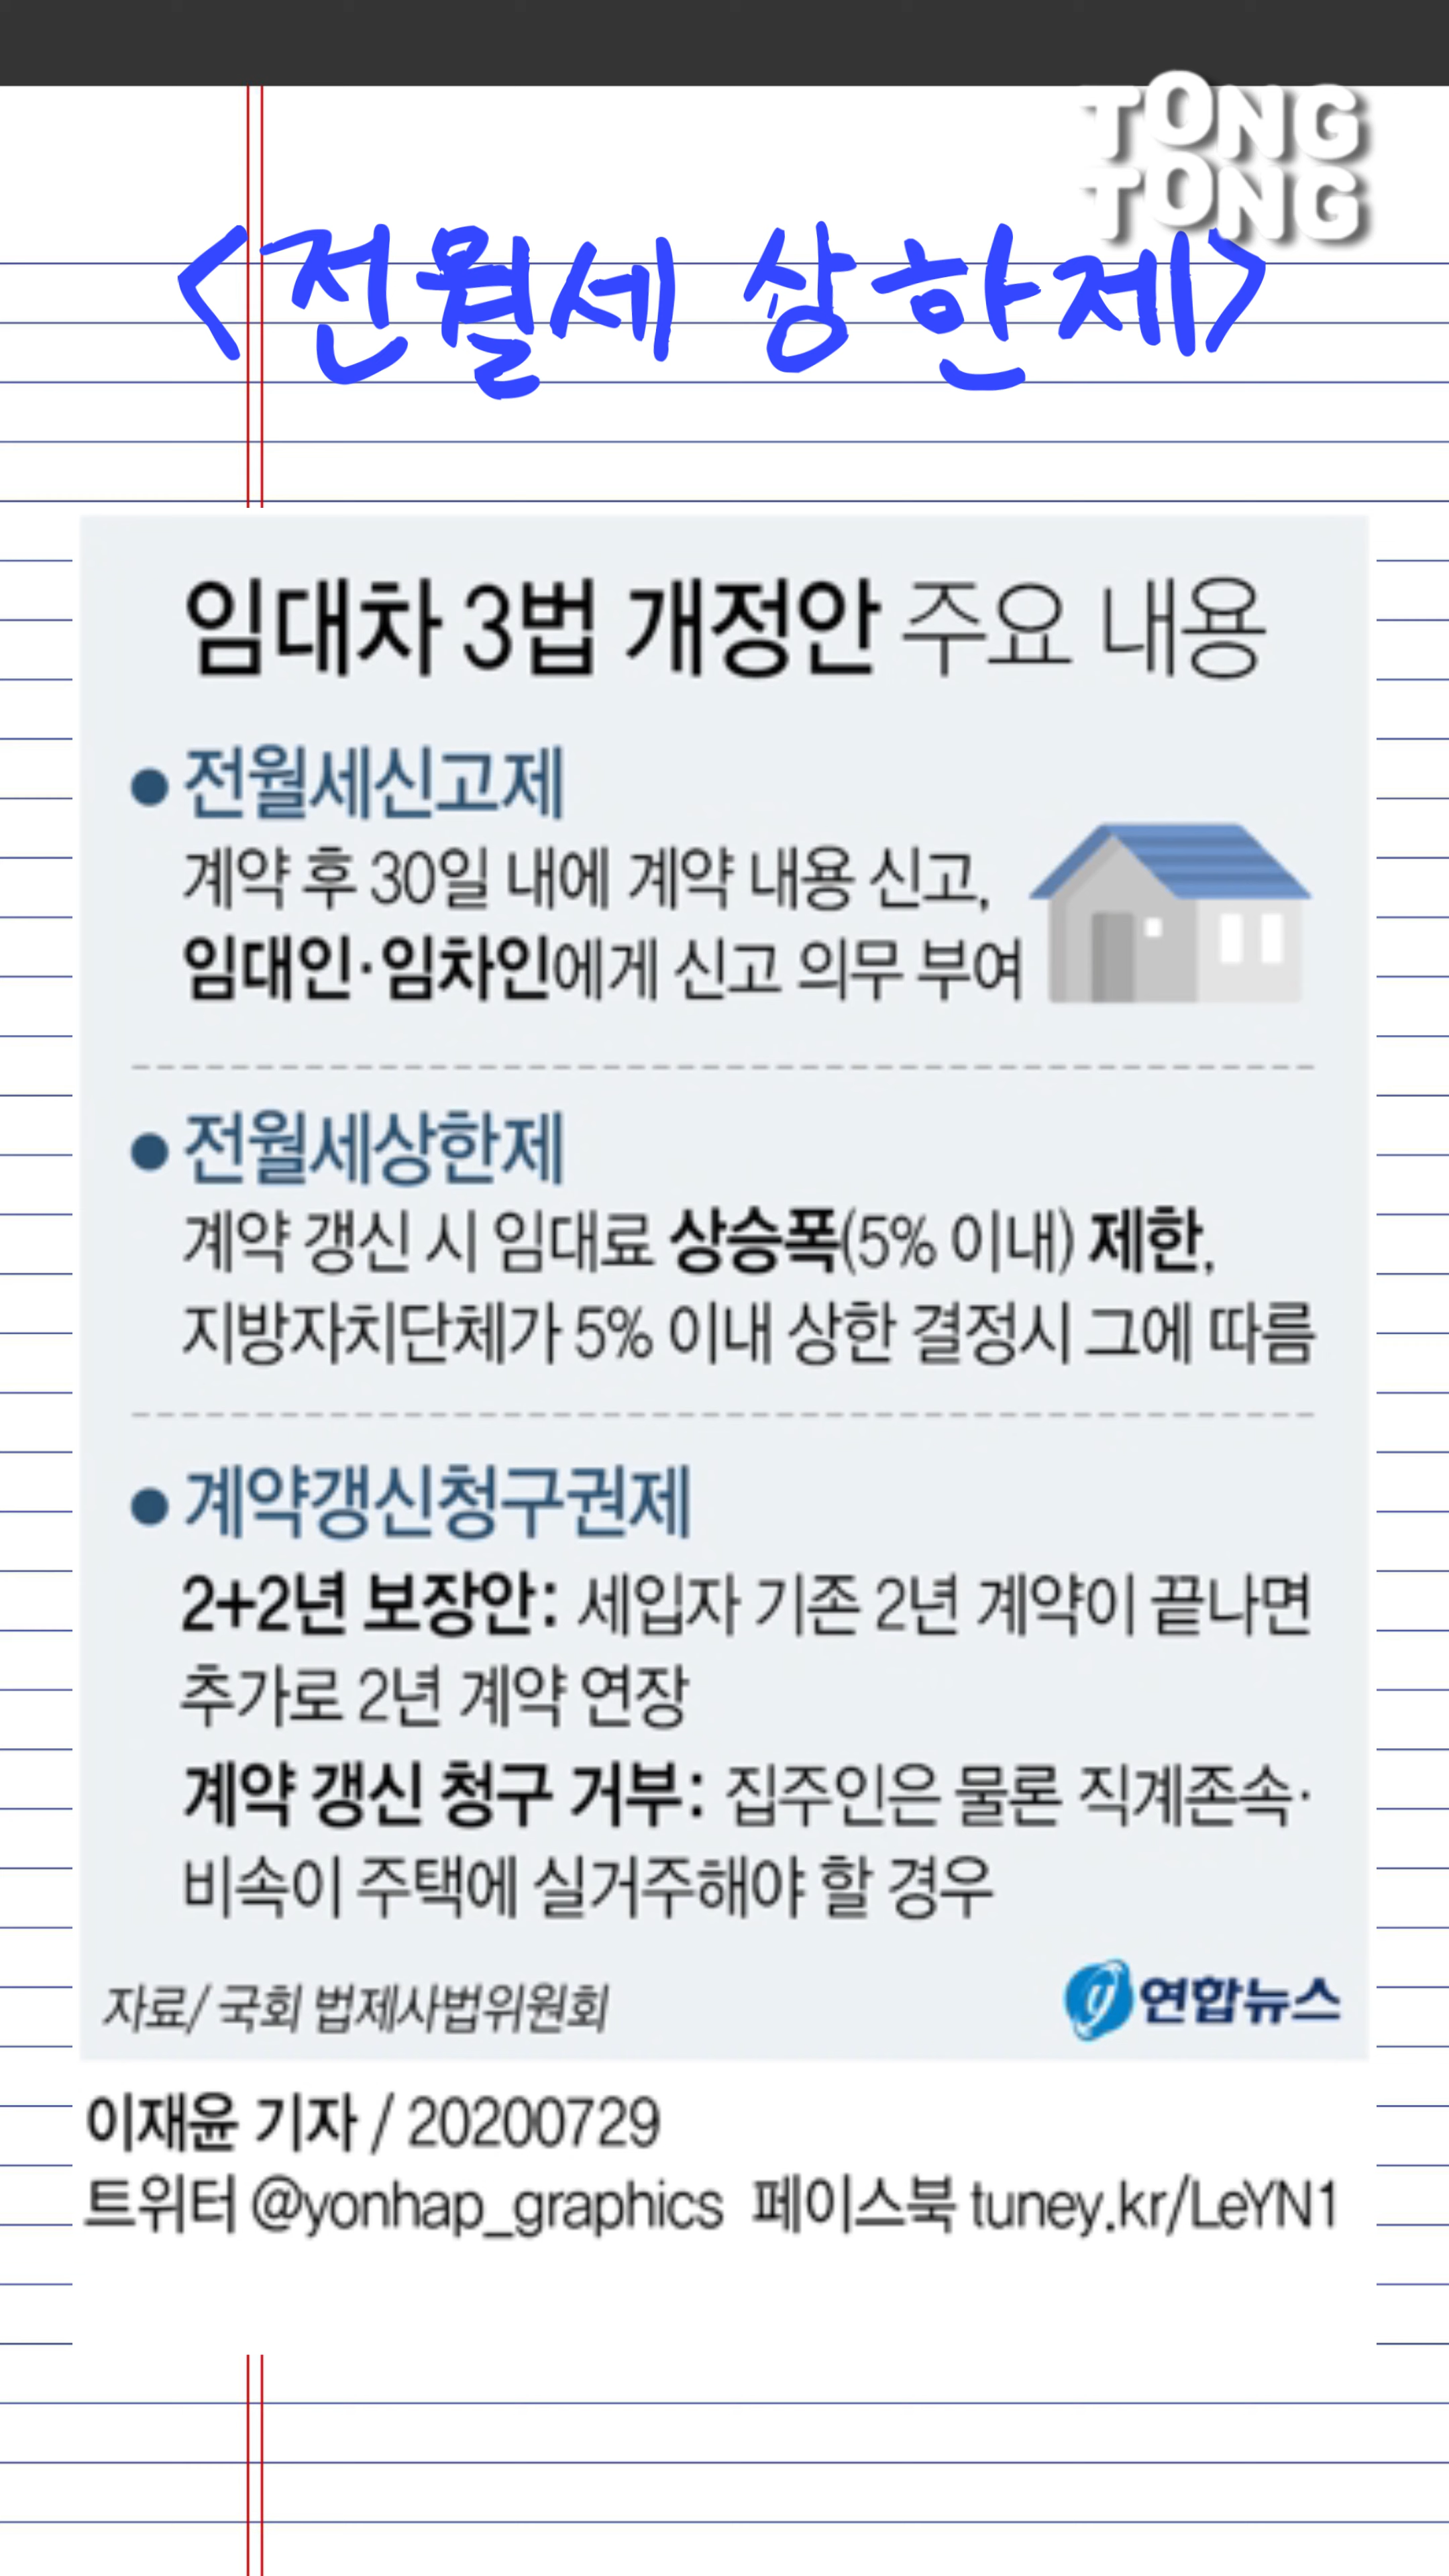 TONG
TONG
<전월세 상한제>
임대차 3법 개정안 주요 내용
● 전월세신고제
계약 후 30일 내에 계약 내용 신고,
임대인·임차인에게 신고 의무 부여
● 전월세상한제
계약 갱신 시 임대료 상승폭(5% 이내) 제한,
지방자치단체가 5% 이내 상한 결정시 그에 따름
● 계약갱신청구권제
2+2년 보장안: 세입자 기존 2년 계약이 끝나면
추가로 2년 계약 연장
계약 갱신 청구 거부: 집주인은 물론 직계존속·
비속이 주택에 실거주해야 할 경우
자료/ 국회 법제사법위원회
연합뉴스
이재윤 기자 / 20200729
트위터 @yonhap_graphics 페이스북 tuney.kr/LeYN1